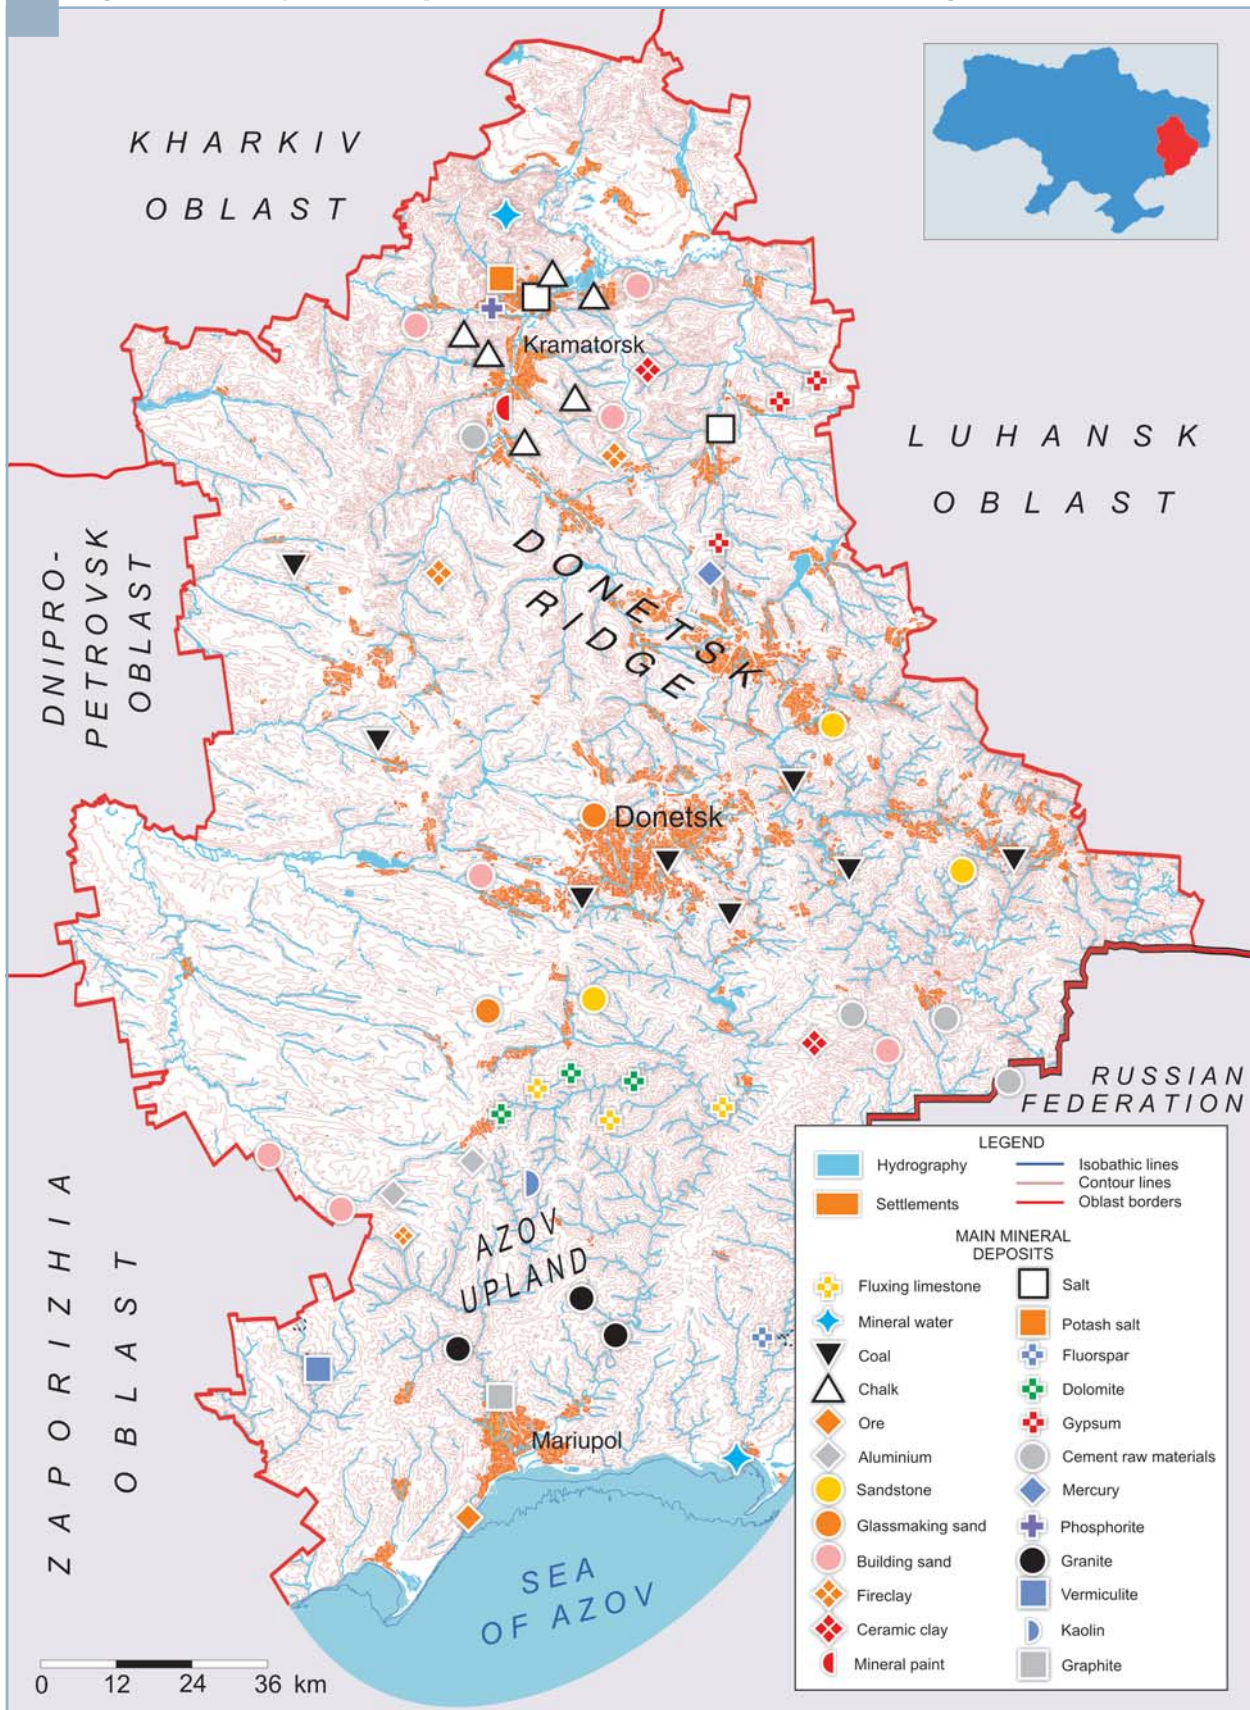 KHARKIV
OBLAST
Kramatorsk
LUHANSK
OBLAST
DNIPRO-
PETROVSK
OBLAST
DONETSK
RIDGE
Donetsk
RUSSIAN
FEDERATION
ZAPORIZHIA
OBLAST
AZOV
UPLAND
Mariupol
SEA
OF AZOV
0 12 24 36 km
LEGEND
Hydrography
Settlements
Isobathic lines
Contour lines
Oblast borders
MAIN MINERAL
DEPOSITS
Fluxing limestone
Mineral water
Coal
Chalk
Ore
Aluminium
Sandstone
Glassmaking sand
Building sand
Fireclay
Ceramic clay
Mineral paint
Salt
Potash salt
Fluorspar
Dolomite
Gypsum
Cement raw materials
Mercury
Phosphorite
Granite
Vermiculite
Kaolin
Graphite